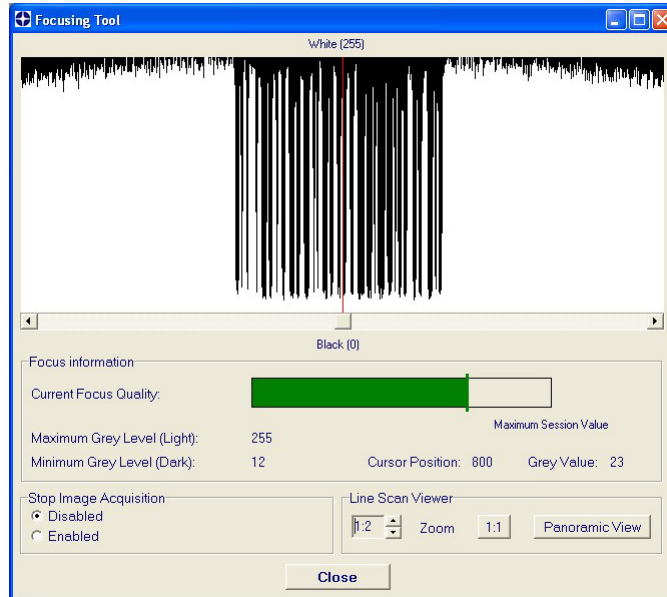 Focusing Tool
White (255)
Black (0)
Focus information
Current Focus Quality:
Maximum Session Value
Maximum Grey Level (Light): 255
Minimum Grey Level (Dark): 12 Cursor Position: 800 Grey Value: 23
Stop Image Acquisition Line Scan Viewer
Disabled
1:2 Zoom 1:1 Panoramic View
Enabled
Close